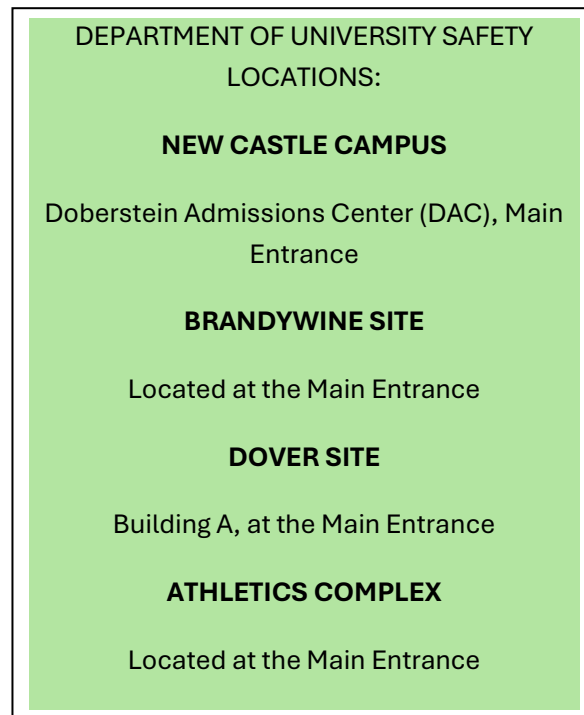 DEPARTMENT OF UNIVERSITY SAFETY
LOCATIONS:
NEW CASTLE CAMPUS
Doberstein Admissions Center (DAC), Main
Entrance
BRANDYWINE SITE
Located at the Main Entrance
DOVER SITE
Building A, at the Main Entrance
ATHLETICS COMPLEX
Located at the Main Entrance